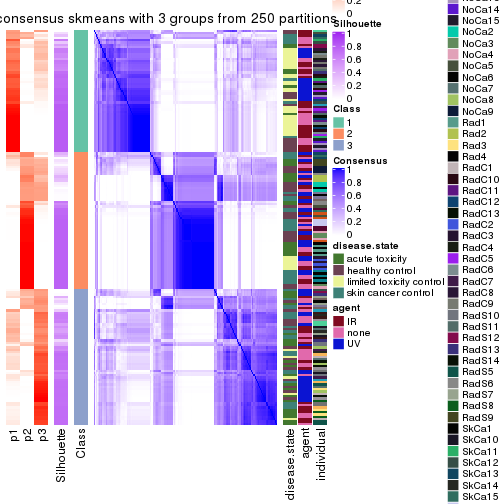 consensus skmeans with 3 groups from 250 partitions
p1
p2
p3
Silhouette
Class
disease.state
agent
individual
0.2
0
Silhouette
1
0.8
0.6
0.4
0.2
0
Class
1
2
3
Consensus
1
0.8
0.6
0.4
0.2
0
disease.state
acute toxicity
healthy control
limited toxicity control
skin cancer control
agent
IR
none
UV
NoCa14
NoCa15
NoCa2
NoCa3
NoCa4
NoCa5
NoCa6
NoCa7
NoCa8
NoCa9
Rad1
Rad2
Rad3
Rad4
RadC1
RadC10
RadC11
RadC12
RadC13
RadC2
RadC3
RadC4
RadC5
RadC6
RadC7
RadC8
RadC9
RadS10
RadS11
RadS12
RadS13
RadS14
RadS5
RadS6
RadS7
RadS8
RadS9
SkCa1
SkCa10
SkCa11
SkCa12
SkCa13
SkCa14
SkCa15